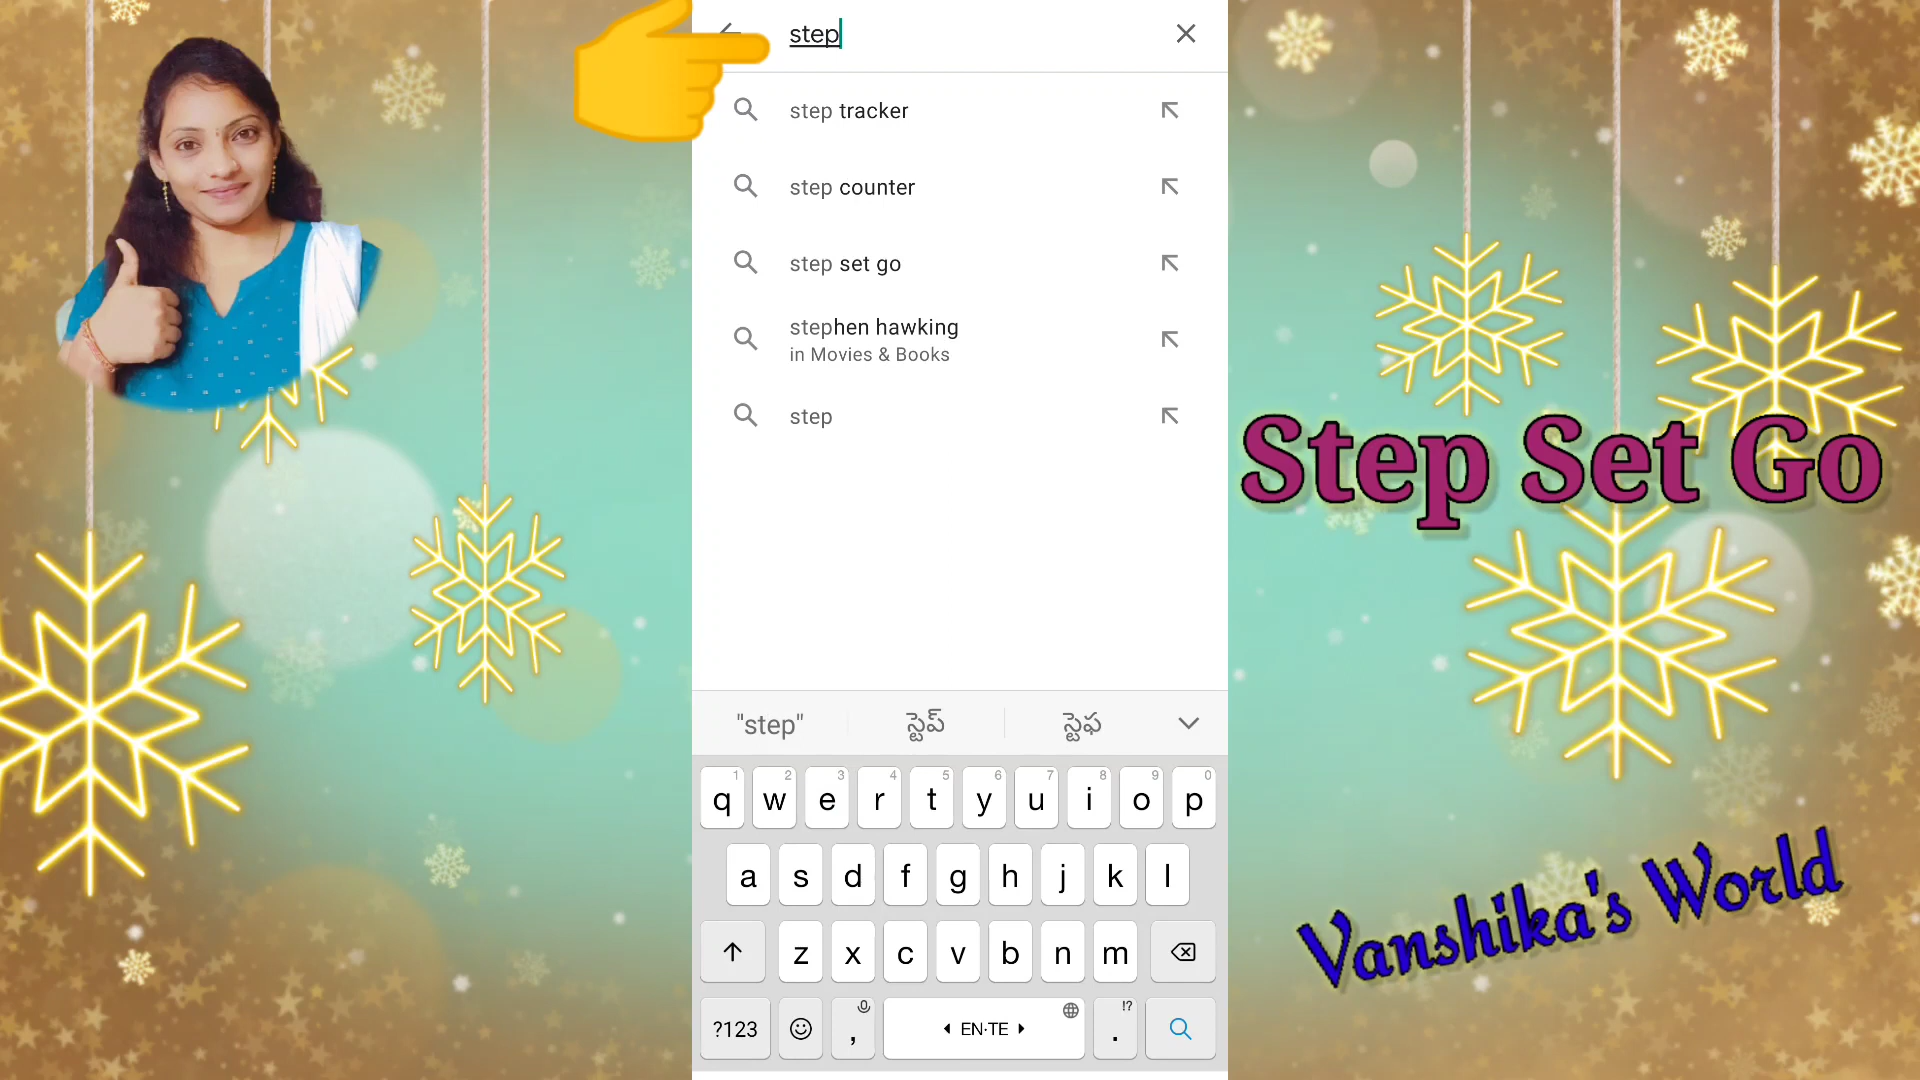 step
step tracker
step counter
step set go
stephen hawking
in Movies & Books
step
"step" స్టెప్ స్టెఫ
1 2 3 4 5 6 7 8 9 0
q w e r t y u i o p
a s d f g h j k l
z x c v b n m
?123 , EN·TE !? .
Step Set Go
Vanshika's World